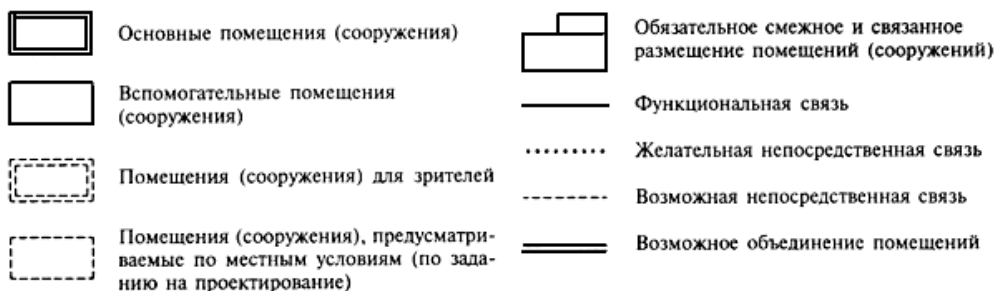 Основные помещения (сооружения)
Вспомогательные помещения
(сооружения)
Помещения (сооружения) для зрителей
Помещения (сооружения), предусматри-
ваемые по местным условиям (по зада-
нию на проектирование)
Обязательное смежное и связанное
размещение помещений (сооружений)
Функциональная связь
Желательная непосредственная связь
Возможная непосредственная связь
Возможное объединение помещений